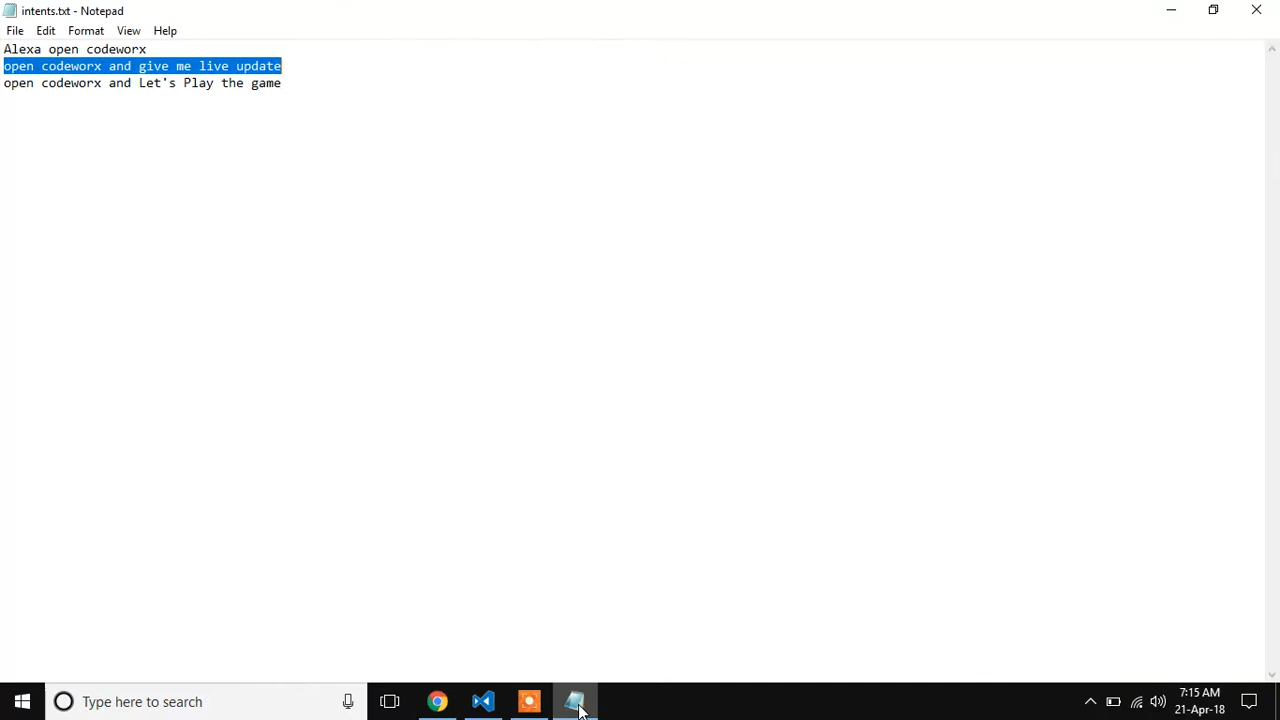 intents.txt - Notepad
File Edit Format View Help
Alexa open codeworx
open codeworx and give me live update
open codeworx and Let's Play the game
Type here to search
7:15 AM
21-Apr-18